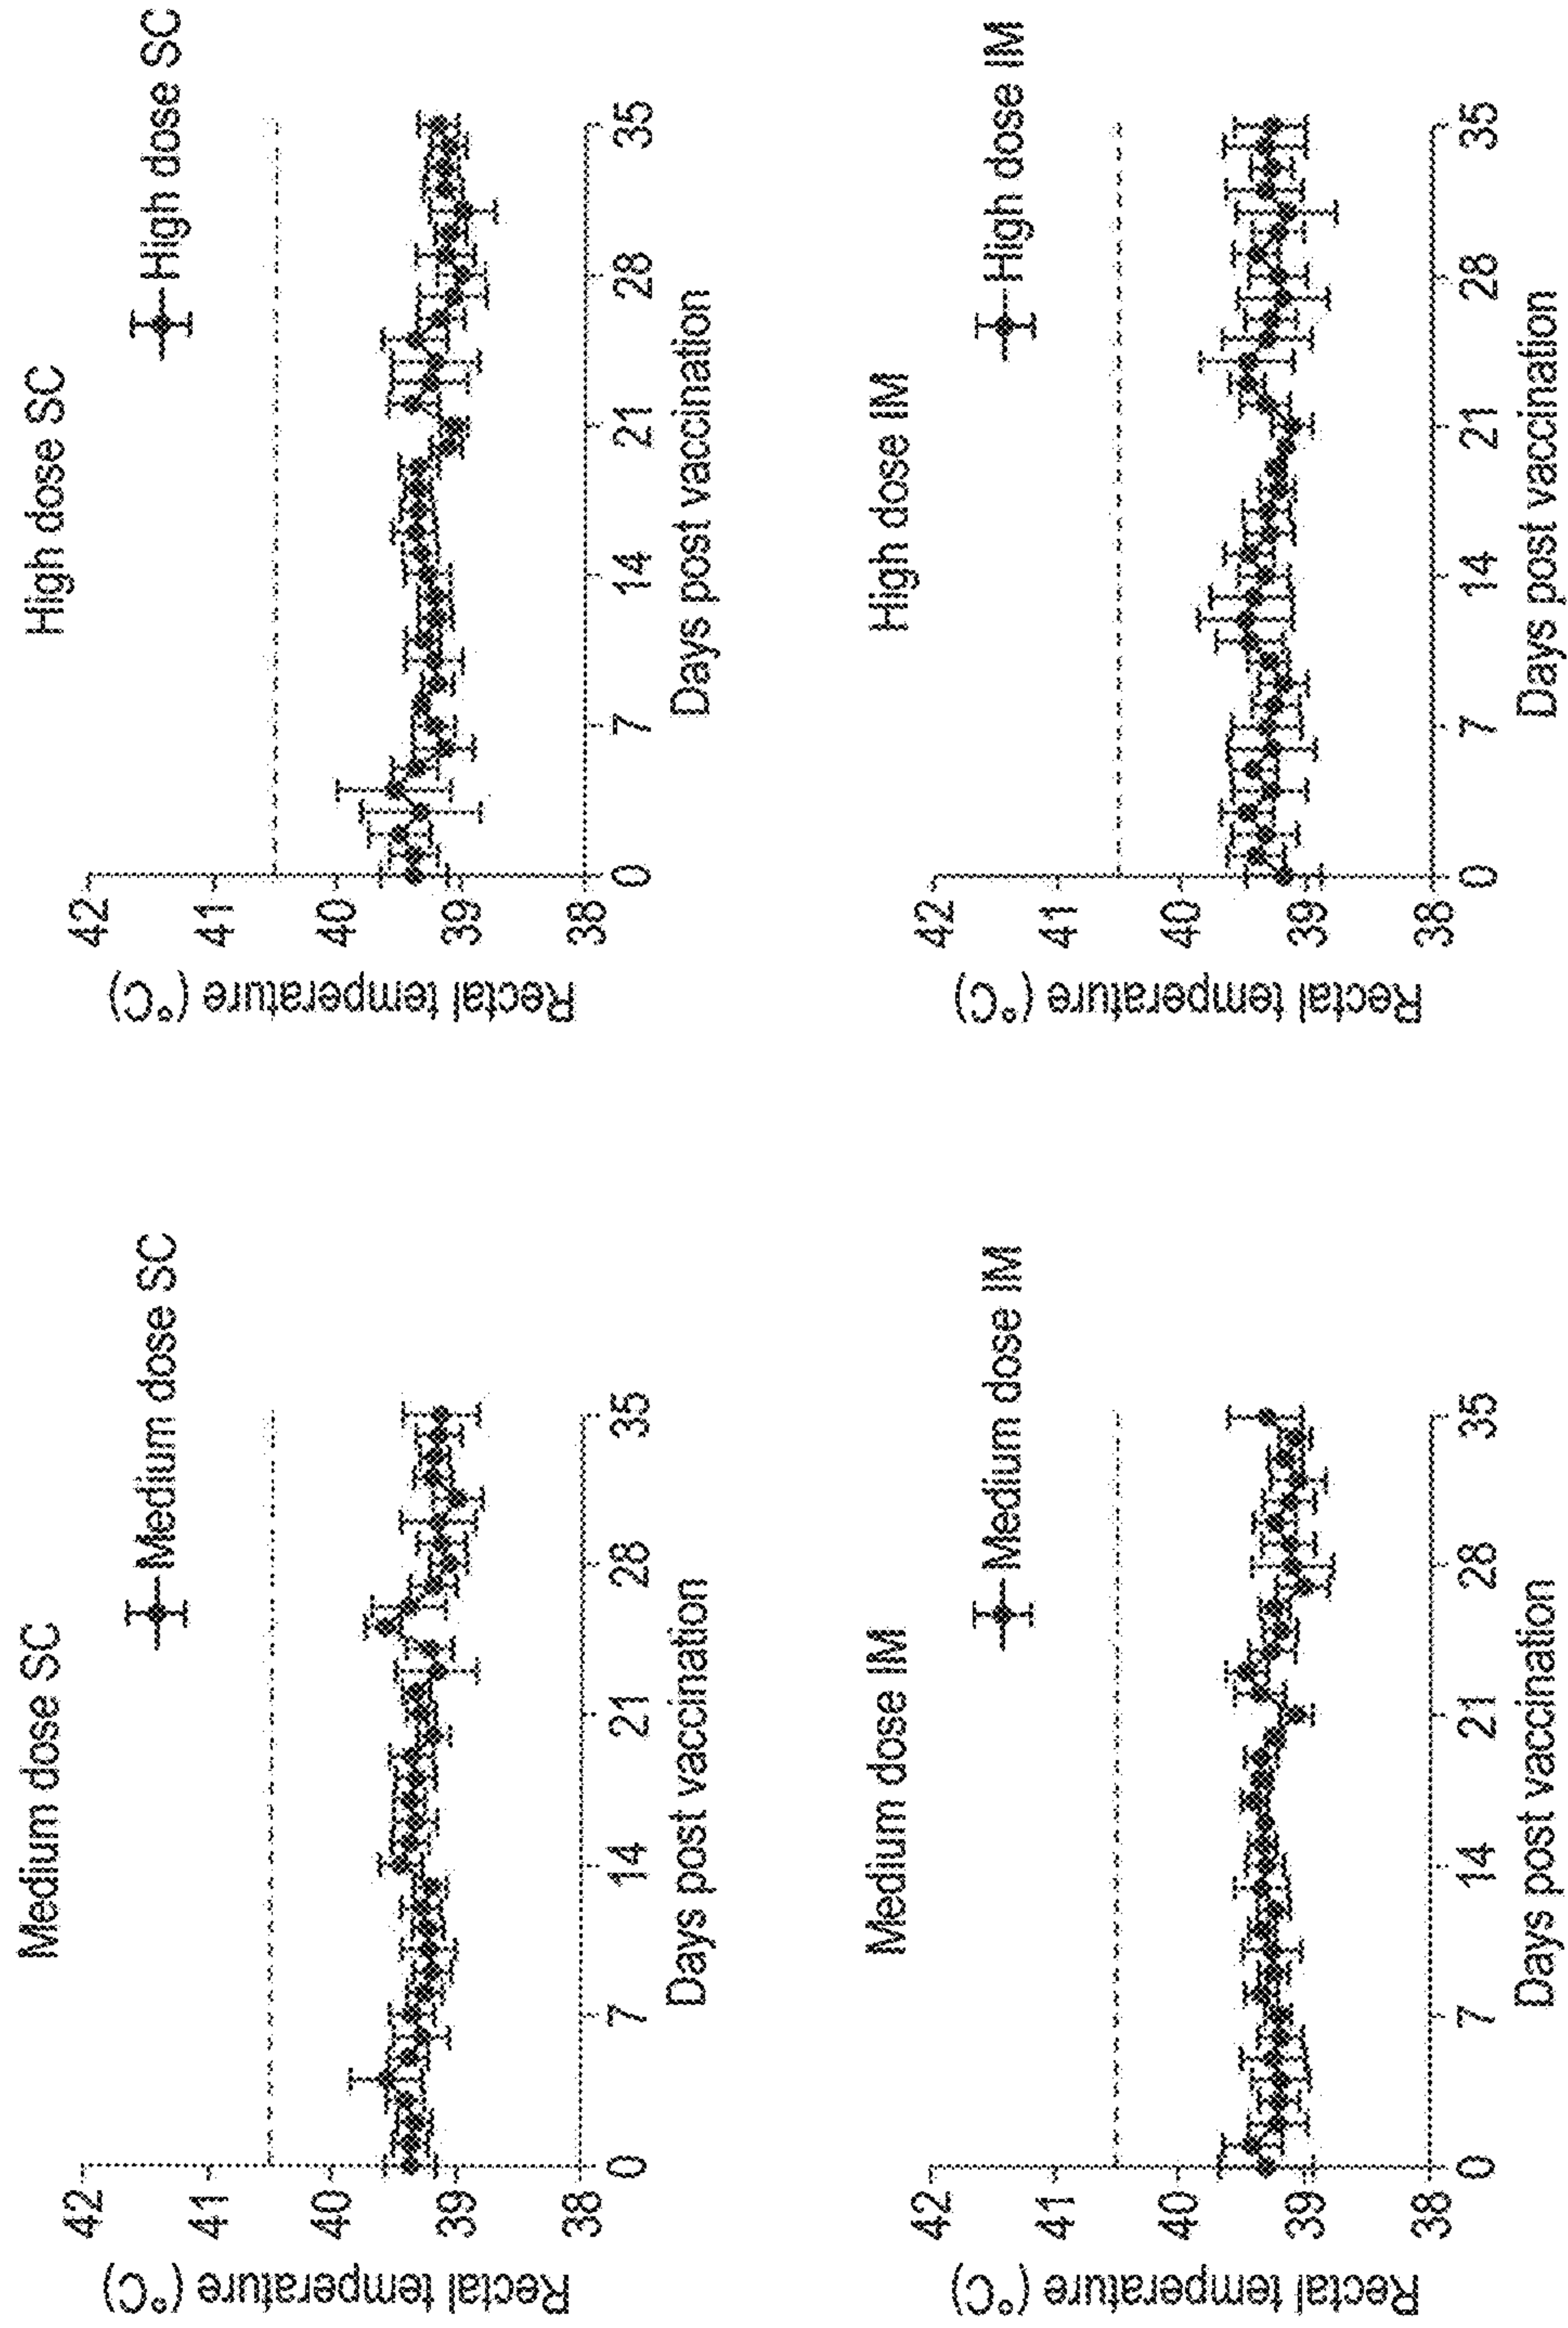 Medium dose SC
Medium dose SC
42
41
40
39
38
Rectal temperature (°C)
0 7 14 21 28 35
Days post vaccination
High dose SC
High dose SC
42
41
40
39
38
Rectal temperature (°C)
0 7 14 21 28 35
Days post vaccination
Medium dose IM
Medium dose IM
42
41
40
39
38
Rectal temperature (°C)
0 7 14 21 28 35
Days post vaccination
High dose IM
High dose IM
42
41
40
39
38
Rectal temperature (°C)
0 7 14 21 28 35
Days post vaccination